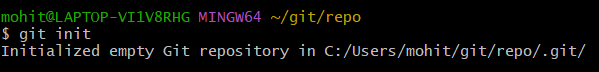 mohit@LAPTOP-VI1V8RHG MINGW64 ~/git/repo
$ git init
Initialized empty Git repository in C:/Users/mohit/git/repo/.git/